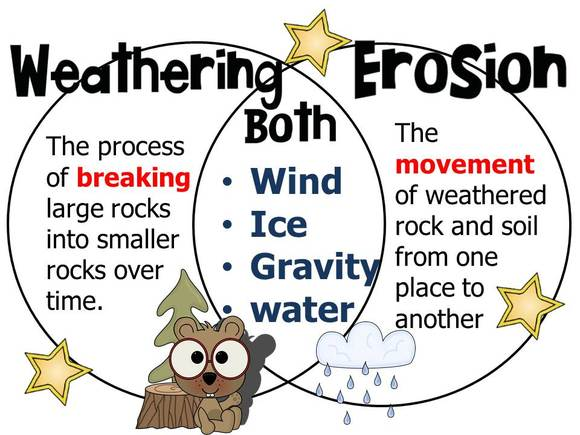 Weathering
Erosion
Both
The process
of breaking
large rocks
into smaller
rocks over
time.
• Wind
• Ice
• Gravity
• water
The
movement
of weathered
rock and soil
from one
place to
another